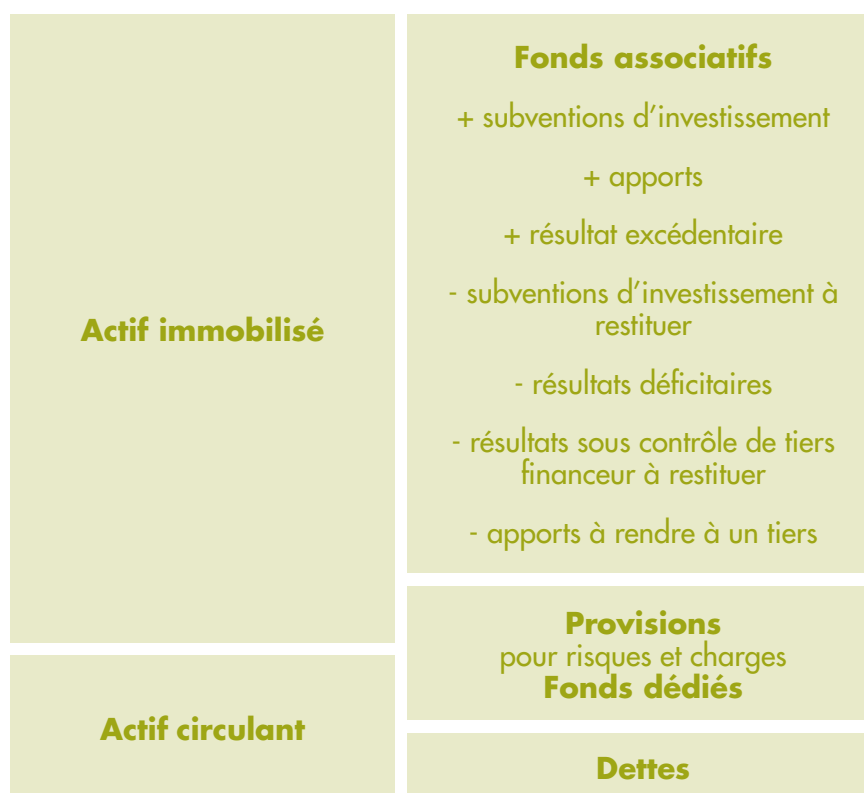 Actif immobilisé
Actif circulant
Fonds associatifs
+ subventions d’investissement
+ apports
+ résultat excédentaire
- subventions d’investissement à
restituer
- résultats déficitaires
- résultats sous contrôle de tiers
financeur à restituer
- apports à rendre à un tiers
Provisions
pour risques et charges
Fonds dédiés
Dettes